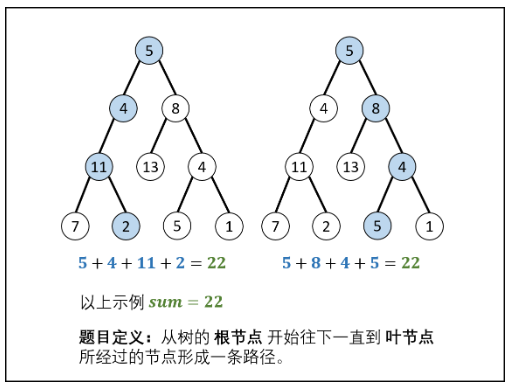 5 5
4 8 4 8
11 13 4 11 13 4
7 2 5 1 7 2 5 1
5 + 4 + 11 + 2 = 22 5 + 8 + 4 + 5 = 22
以上示例 sum = 22
题目定义：从树的 根节点 开始往下一直到 叶节点
所经过的节点形成一条路径。